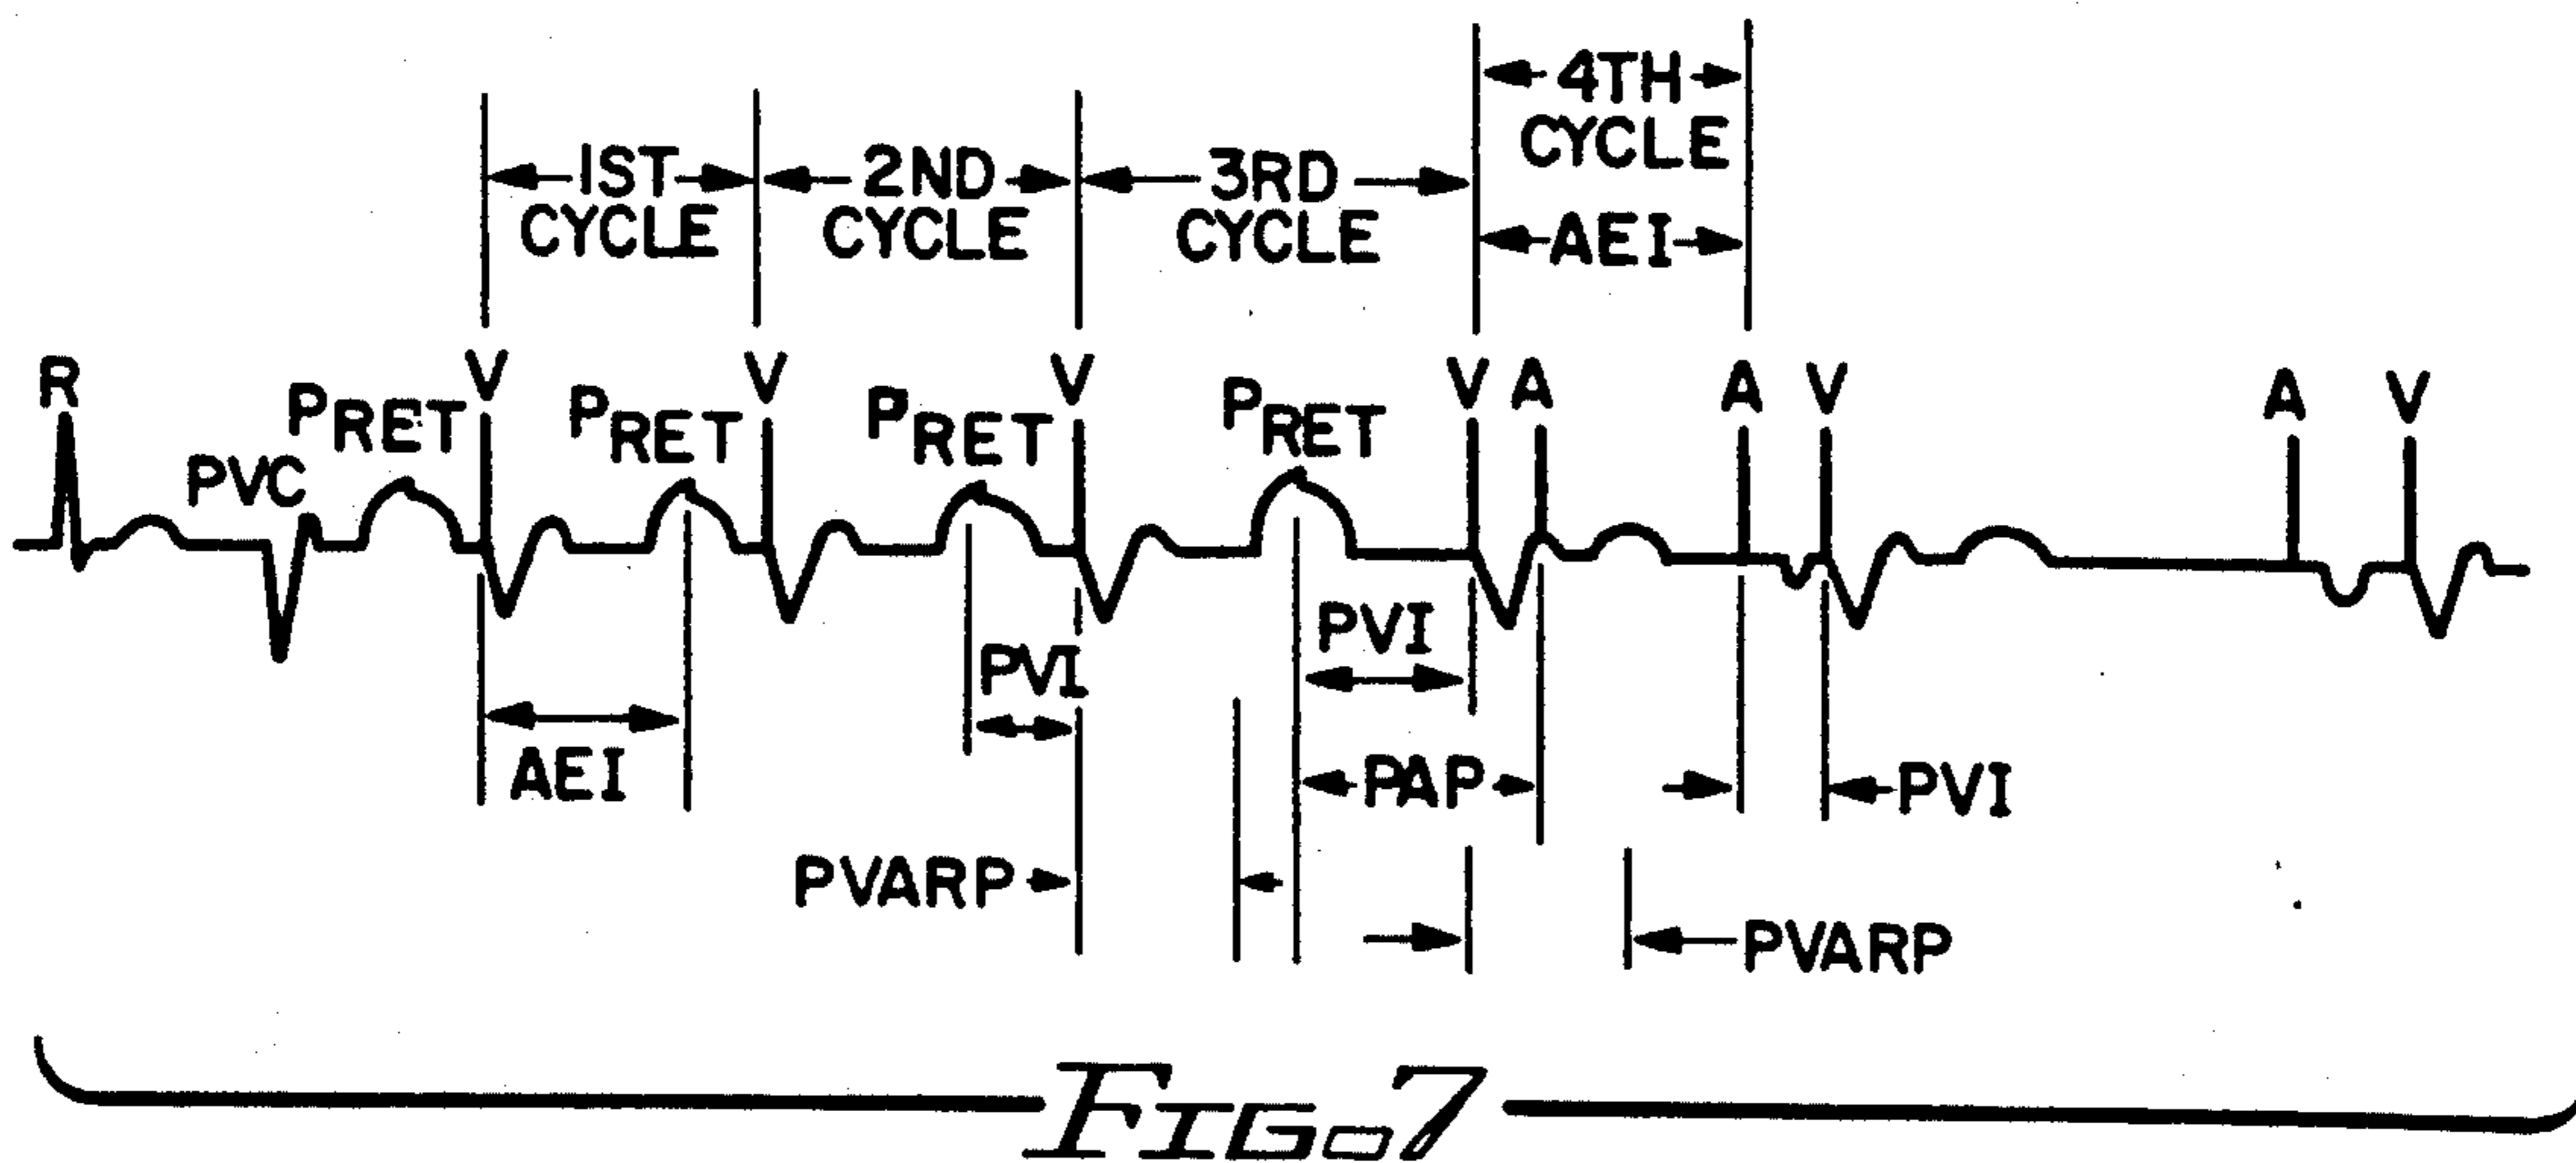 4TH
CYCLE
1ST
CYCLE
2ND
CYCLE
3RD
CYCLE
AEI
R
PVC
PRET
V
PRET
V
PRET
V
PRET
V
A
A
V
A
V
AEI
PVI
PVI
PAP
PVI
PVARP
PVARP
FIG. 7